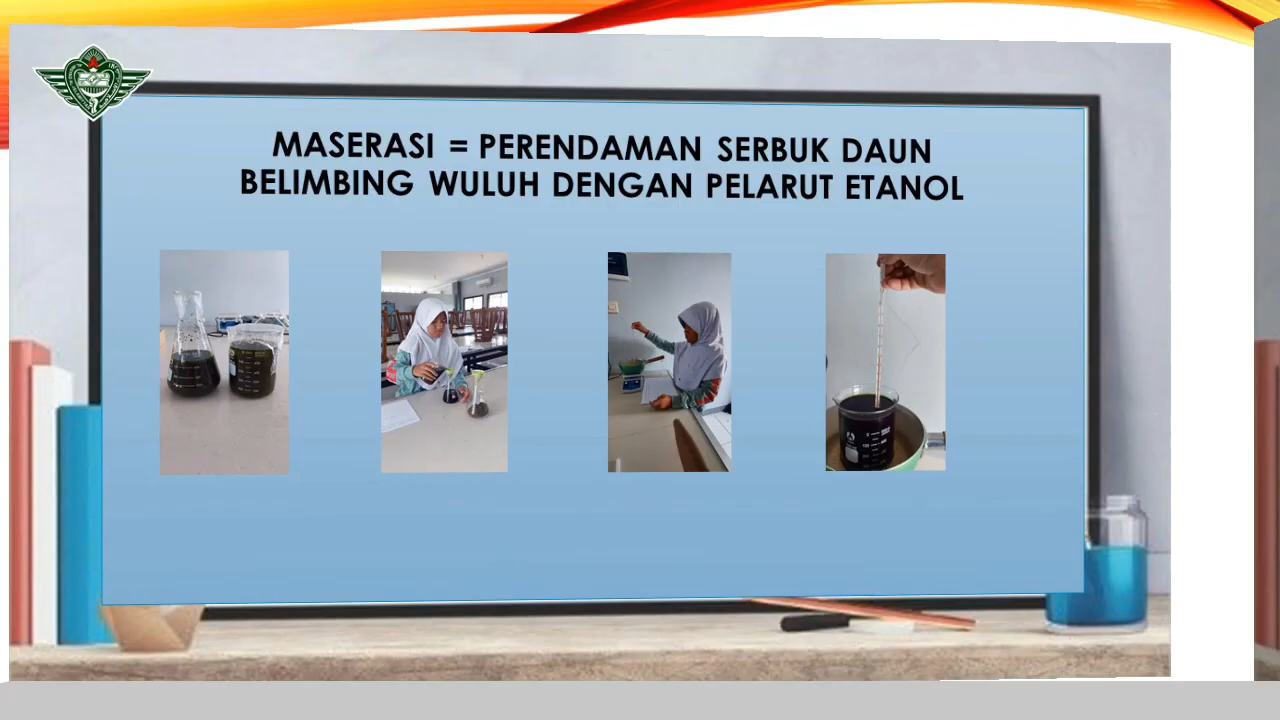 MASERASI = PERENDAMAN SERBUK DAUN
BELIMBING WULUH DENGAN PELARUT ETANOL